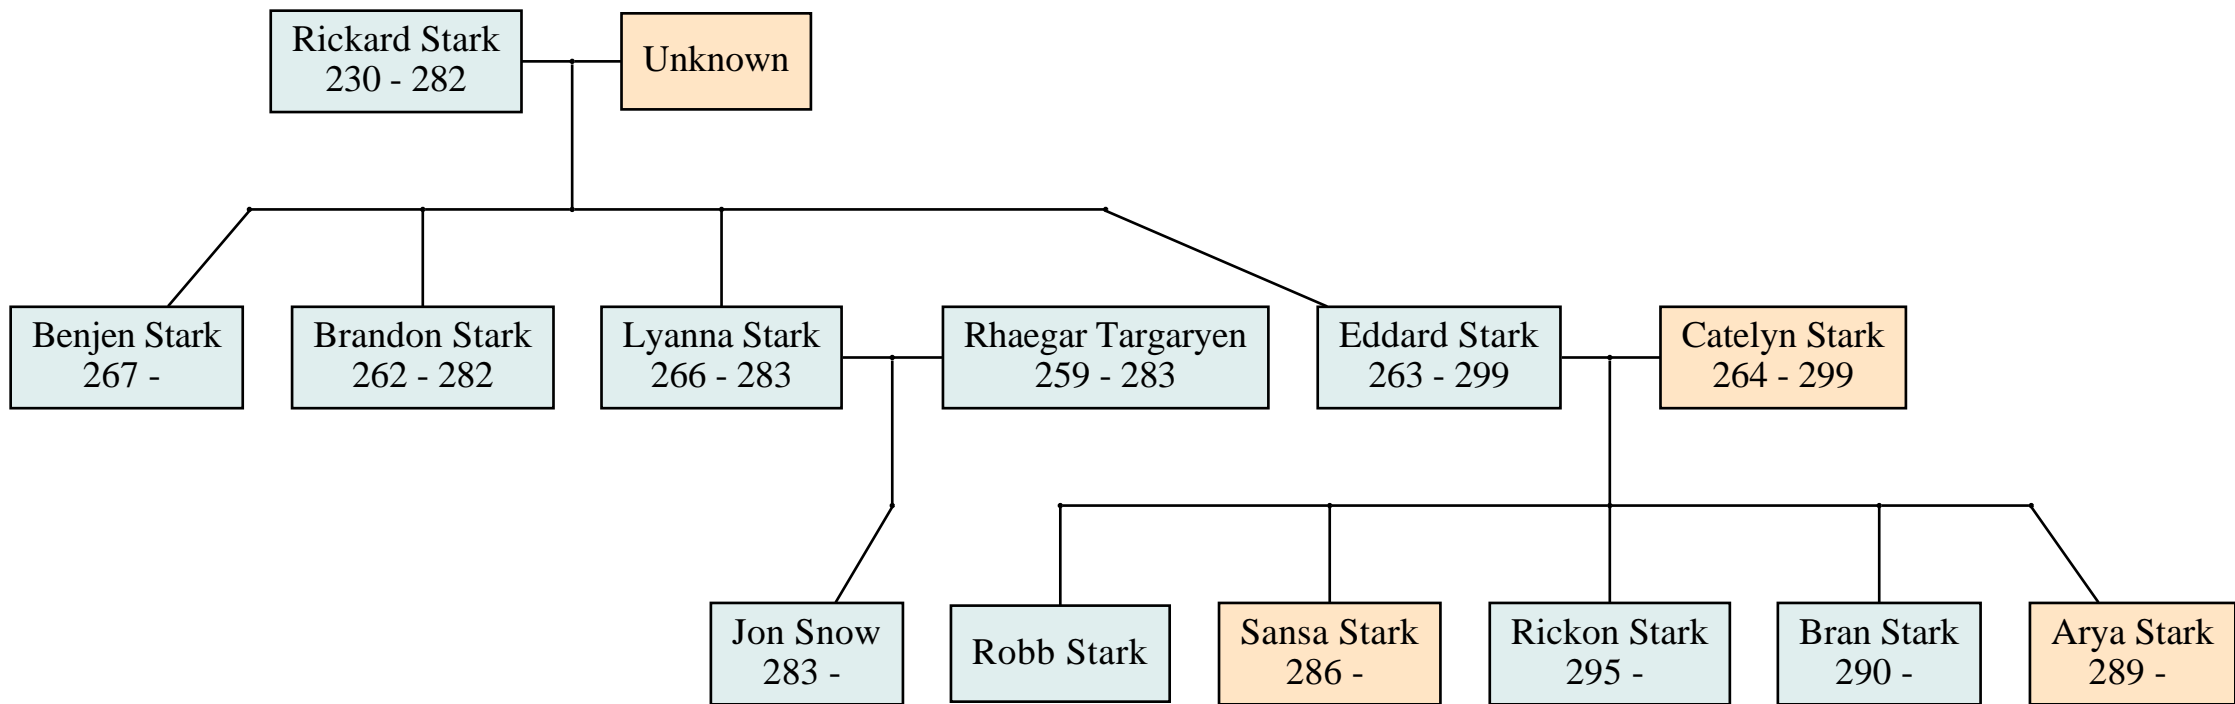 Rickard Stark
230 - 282
Unknown
Benjen Stark
267 -
Brandon Stark
262 - 282
Lyanna Stark
266 - 283
Rhaegar Targaryen
259 - 283
Eddard Stark
263 - 299
Catelyn Stark
264 - 299
Jon Snow
283 -
Robb Stark
Sansa Stark
286 -
Rickon Stark
295 -
Bran Stark
290 -
Arya Stark
289 -